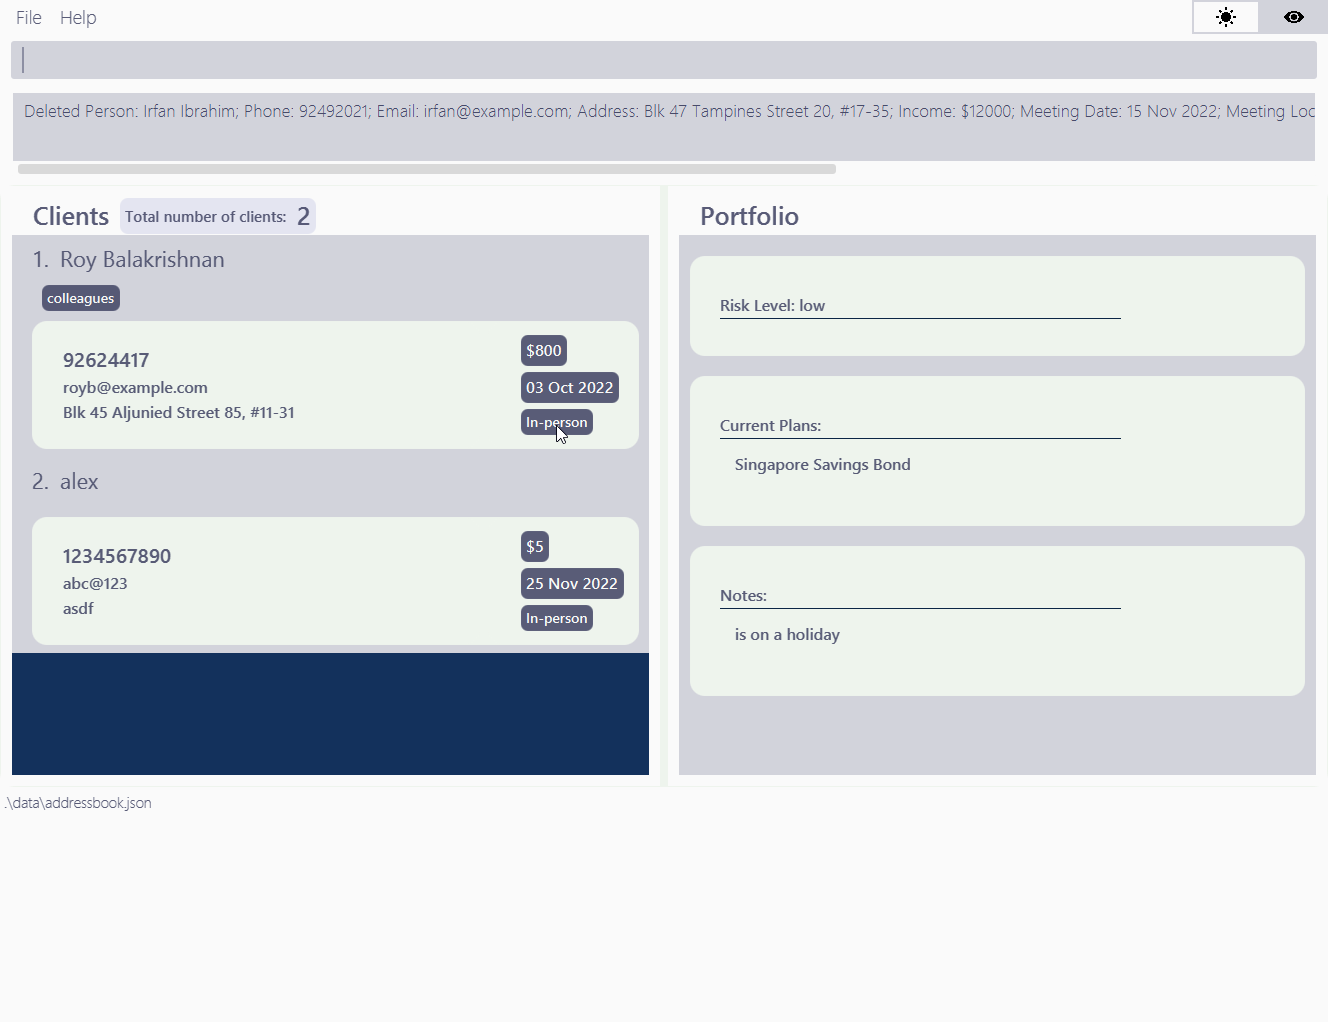 File Help
Deleted Person: Irfan Ibrahim; Phone: 92492021; Email: irfan@example.com; Address: Blk 47 Tampines Street 20, #17-35; Income: $12000; Meeting Date: 15 Nov 2022; Meeting Loc
Clients Total number of clients: 2
1. Roy Balakrishnan
colleagues
92624417
royb@example.com
Blk 45 Aljunied Street 85, #11-31
$800
03 Oct 2022
In-person
2. alex
1234567890
abc@123
asdf
$5
25 Nov 2022
In-person
Portfolio
Risk Level: low
Current Plans:
Singapore Savings Bond
Notes:
is on a holiday
.\data\addressbook.json